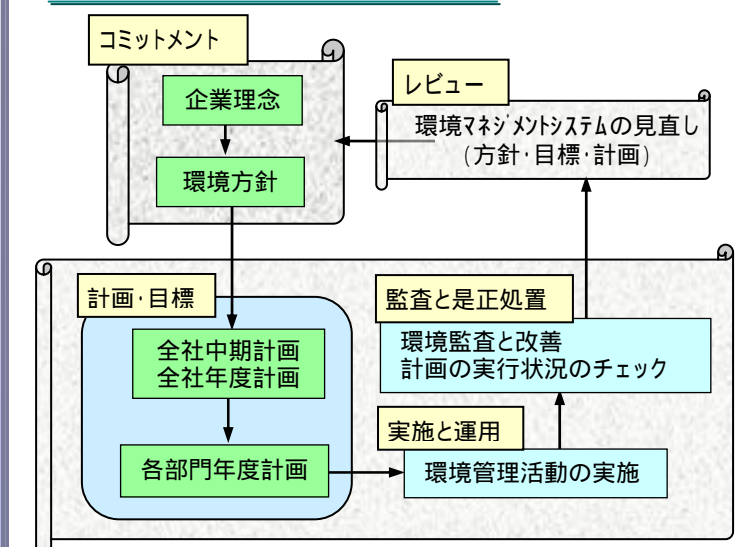 コミットメント
企業理念
環境方針
レビュー
環境ﾏﾈｼﾞﾒﾝﾄｼｽﾃﾑの見直し
(方針･目標･計画)
計画･目標
全社中期計画
全社年度計画
各部門年度計画
監査と是正処置
環境監査と改善
計画の実行状況のチェック
実施と運用
環境管理活動の実施